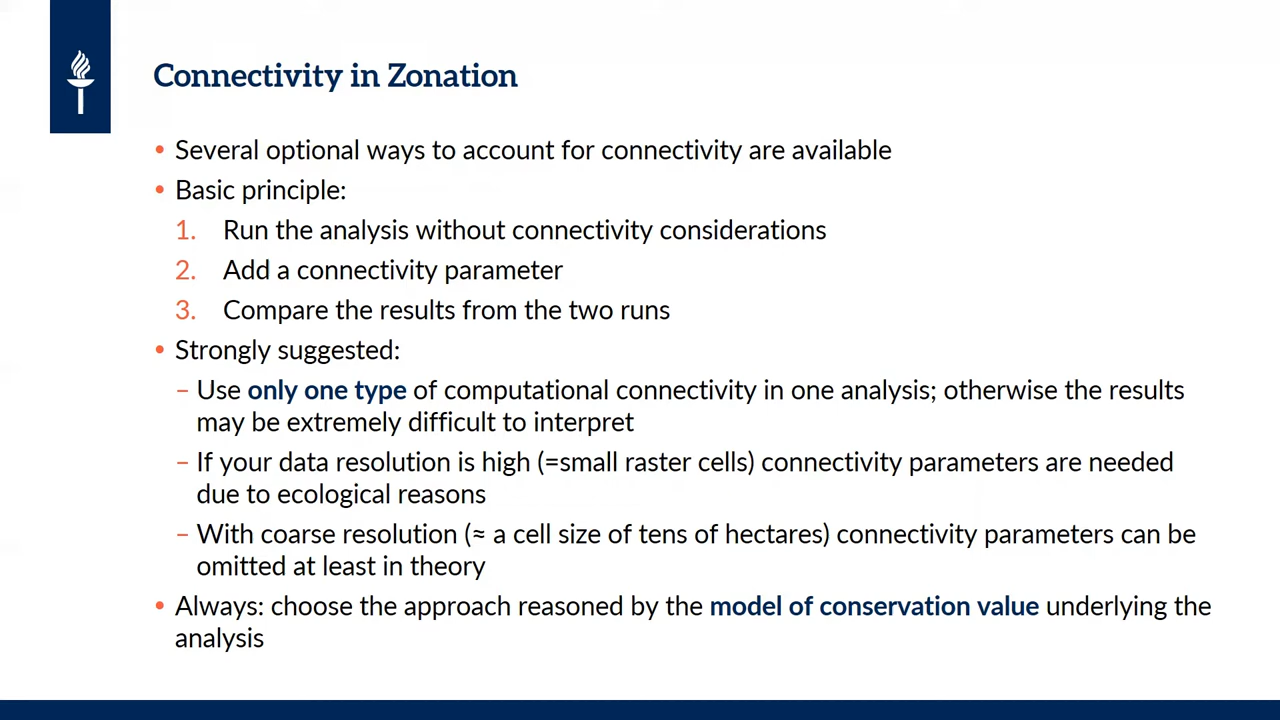 Connectivity in Zonation
• Several optional ways to account for connectivity are available
• Basic principle:
1. Run the analysis without connectivity considerations
2. Add a connectivity parameter
3. Compare the results from the two runs
• Strongly suggested:
– Use only one type of computational connectivity in one analysis; otherwise the results
may be extremely difficult to interpret
– If your data resolution is high (=small raster cells) connectivity parameters are needed
due to ecological reasons
– With coarse resolution (≈ a cell size of tens of hectares) connectivity parameters can be
omitted at least in theory
• Always: choose the approach reasoned by the model of conservation value underlying the
analysis